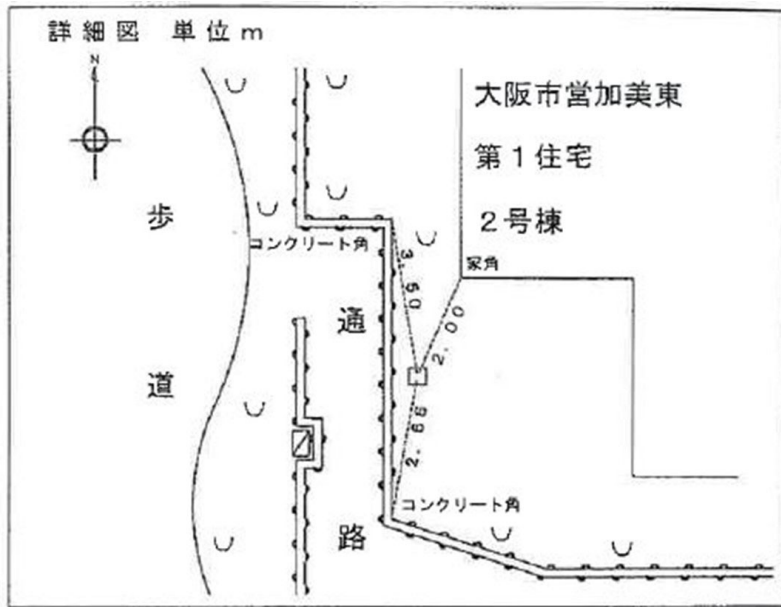 詳細図 単位m
N
大阪市営加美東
第1住宅
2号棟
歩道
コンクリート角
家角
通路
3.50
2.00
2.66
コンクリート角